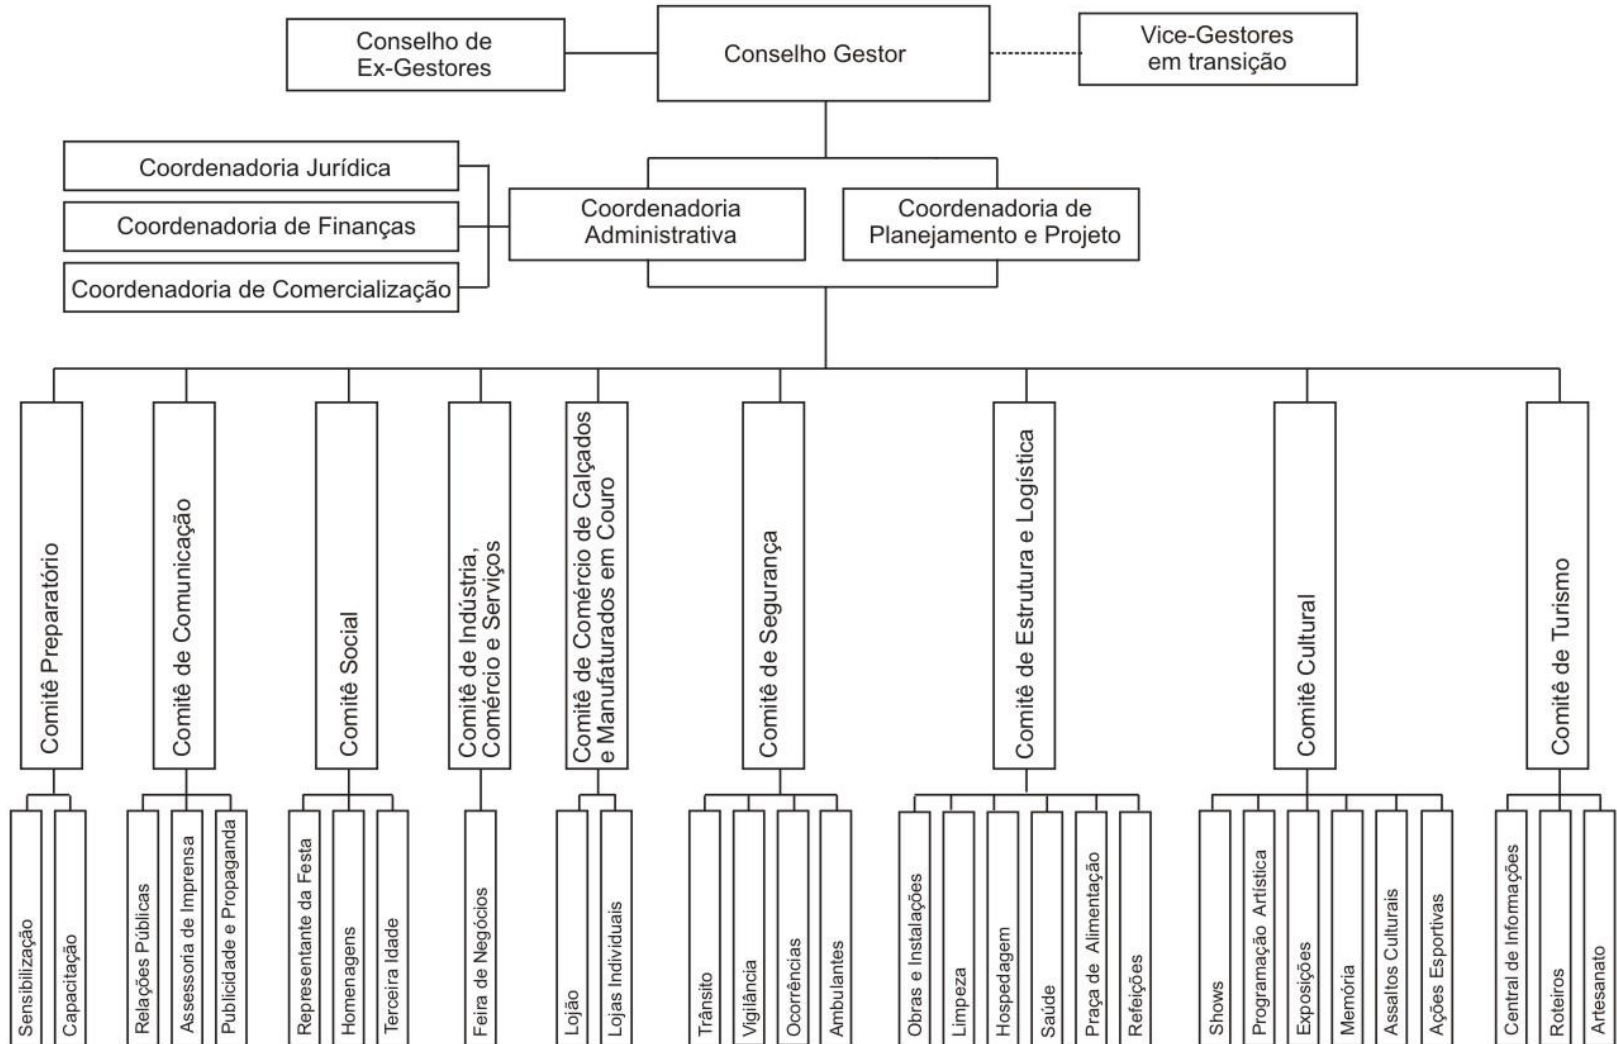 Conselho de
Ex-Gestores
Conselho Gestor
Vice-Gestores
em transição
Coordenadoria Jurídica
Coordenadoria de Finanças
Coordenadoria de Comercialização
Coordenadoria
Administrativa
Coordenadoria de
Planejamento e Projeto
Comitê Preparatório
Comitê de Comunicação
Comitê Social
Comitê de Indústria,
Comércio e Serviços
Comitê de Comércio de Calçados
e Manufaturados em Couro
Comitê de Segurança
Comitê de Estrutura e Logística
Comitê Cultural
Comitê de Turismo
Sensibilização
Capacitação
Relações Públicas
Assessoria de Imprensa
Publicidade e Propaganda
Representante da Festa
Homenagens
Terceira Idade
Feira de Negócios
Lojão
Lojas Individuais
Trânsito
Vigilância
Ocorrências
Ambulantes
Obras e Instalações
Limpeza
Hospedagem
Saúde
Praça de Alimentação
Refeições
Shows
Programação Artística
Exposições
Memória
Assaltos Culturais
Ações Esportivas
Central de Informações
Roteiros
Artesanato